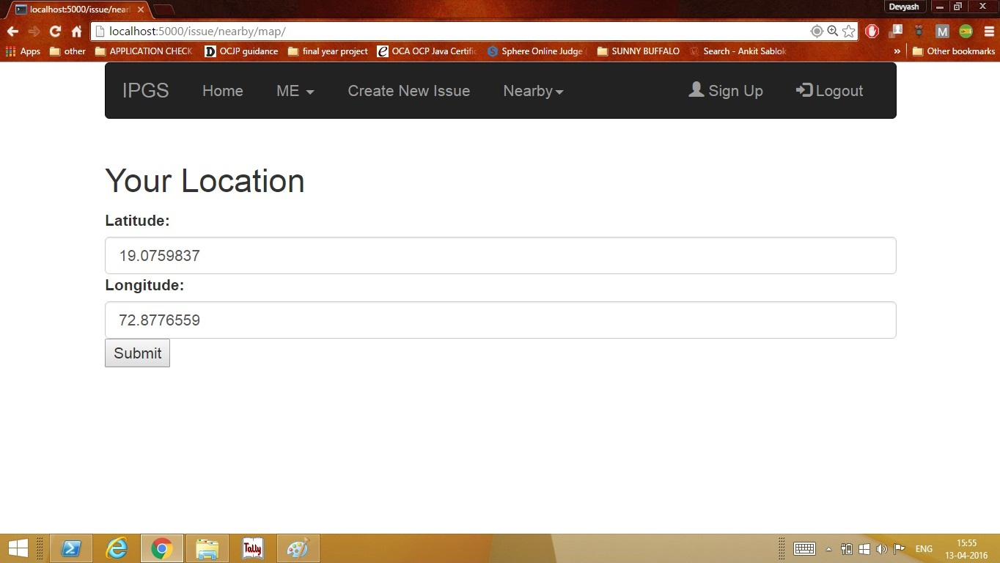 localhost:5000/issue/near
Devyash
localhost:5000/issue/nearby/map/
Apps other APPLICATION CHECK OCJP guidance final year project OCA OCP Java Certific Sphere Online Judge SUNNY BUFFALO Search - Ankit Sablok » Other bookmarks
IPGS Home ME Create New Issue Nearby Sign Up Logout
Your Location
Latitude:
19.0759837
Longitude:
72.8776559
Submit
Tally
ENG
15:55
13-04-2016